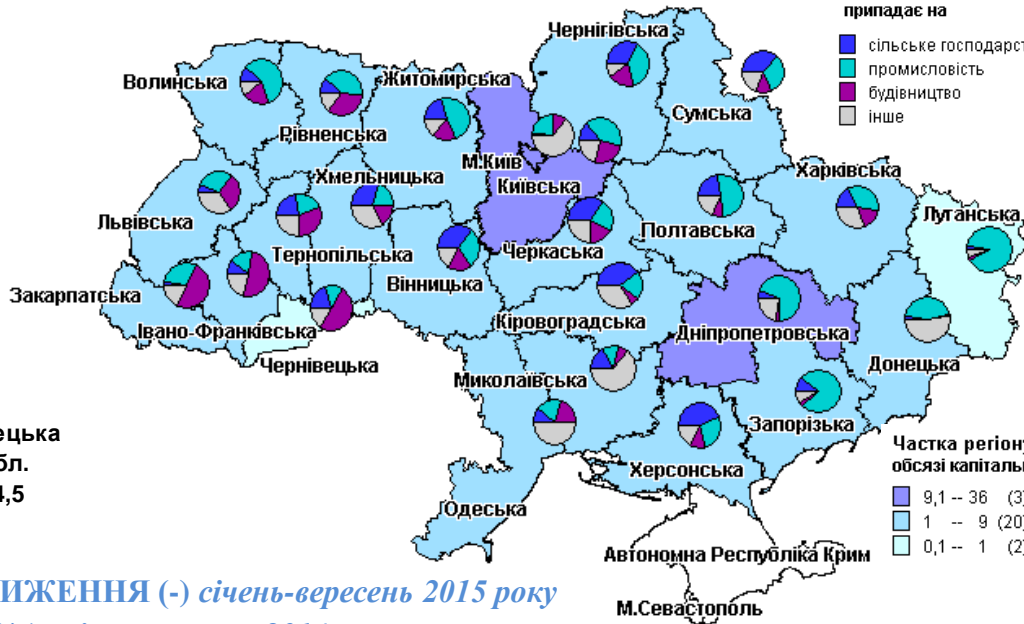 припадає на
сільське господарст
промисловість
будівництво
інше
Чернігівська
Волинська
Житомирська
Сумська
Рівненська
М.Київ
Хмельницька
Київська
Харківська
Львівська
Луганська
Полтавська
Тернопільська
Черкаська
Вінницька
Закарпатська
Івано-Франківська
Кіровоградська
Дніпропетровська
Чернівецька
Донецька
Миколаївська
Запорізька
ецька
бл.
4,5
Херсонська
Частка регіону
обсязі капітальн
9,1 -- 36 (3)
1 -- 9 (20)
0,1 -- 1 (2)
Одеська
Автономна Республіка Крим
М.Севастополь
ИЖЕННЯ (-) січень-вересень 2015 року